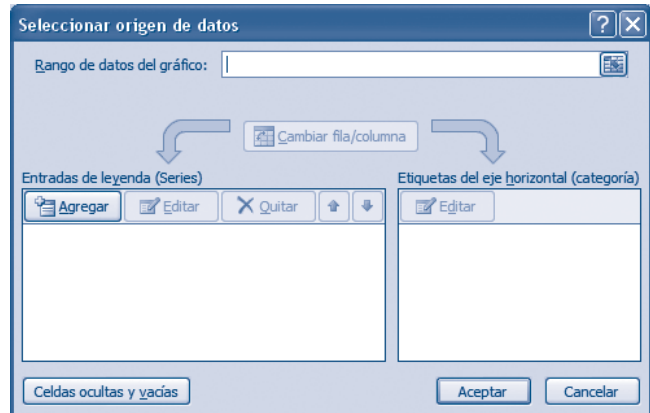 Seleccionar origen de datos
Rango de datos del gráfico:
Cambiar fila/columna
Entradas de leyenda (Series)
Agregar Editar Quitar
Etiquetas del eje horizontal (categoría)
Editar
Celdas ocultas y vacías
Aceptar Cancelar